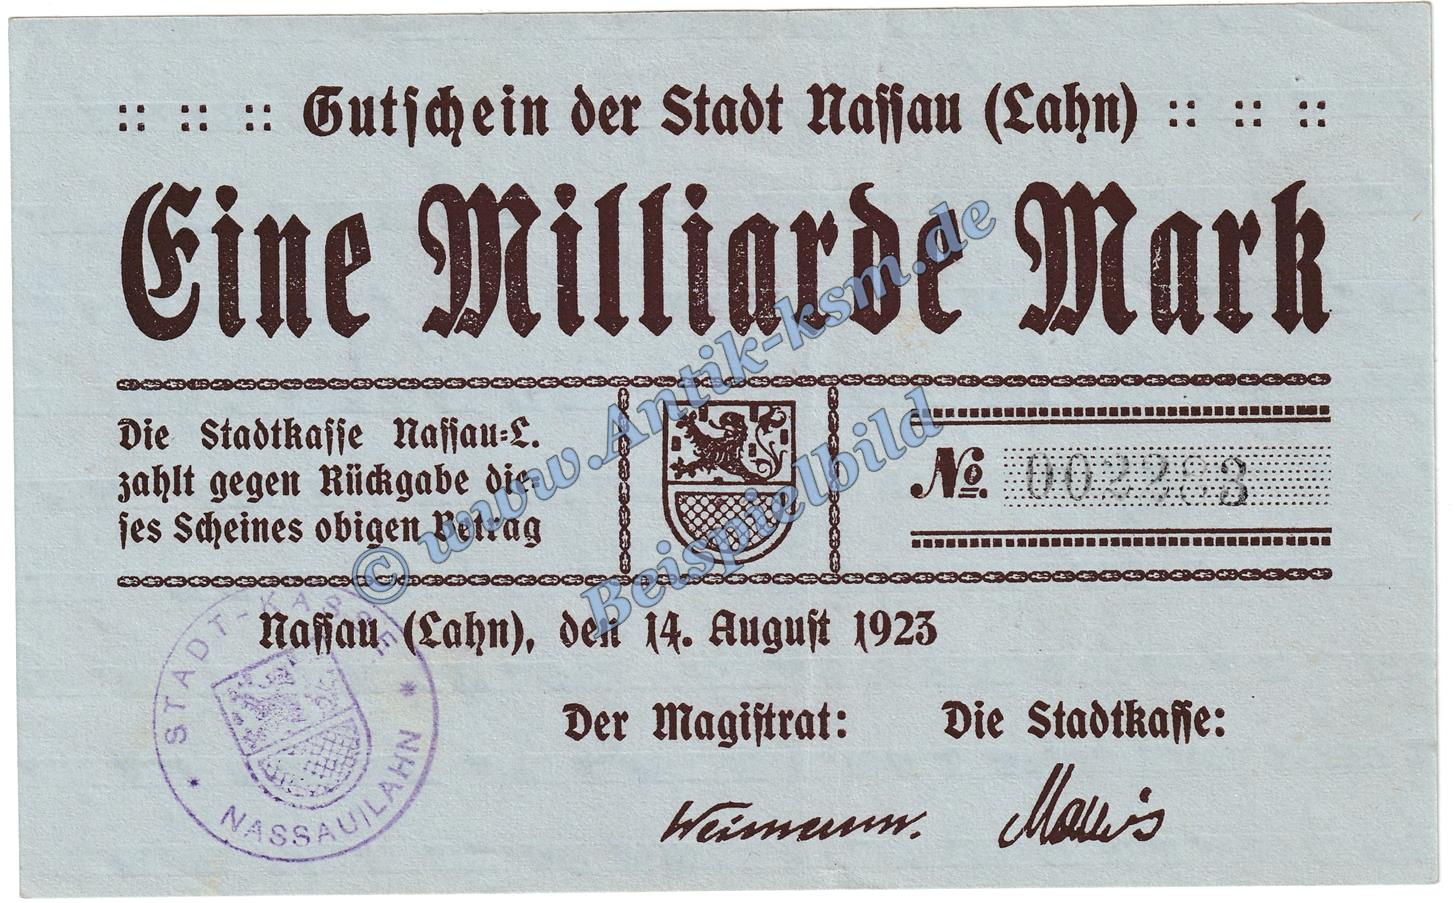 :: :: :: Gutschein der Stadt Nassau (Lahn) :: :: ::
Eine Milliarde Mark
Die Stadtkasse Nassau-L.
zahlt gegen Rückgabe die-
ses Scheines obigen Betrag
No. 002283
Nassau (Lahn), den 14. August 1923
Der Magistrat: Die Stadtkasse:
Weimann.
STADT-KASSE
* NASSAU/LAHN *
© www.Antik-ksm.de
Beispielbild